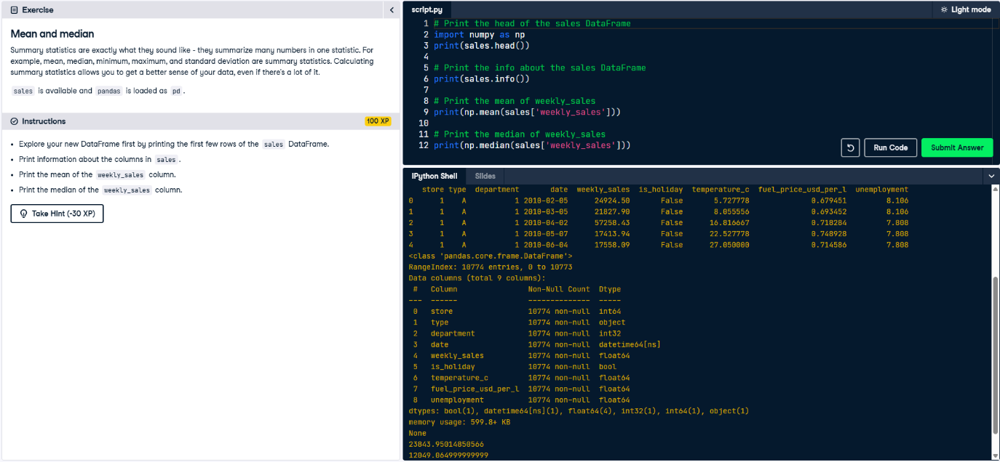 Exercise
Mean and median
Summary statistics are exactly what they sound like - they summarize many numbers in one statistic. For
example, mean, median, minimum, maximum, and standard deviation are summary statistics. Calculating
summary statistics allows you to get a better sense of your data, even if there's a lot of it.
sales is available and pandas is loaded as pd.
Instructions
100 XP
• Explore your new DataFrame first by printing the first few rows of the sales DataFrame.
• Print information about the columns in sales.
• Print the mean of the weekly_sales column.
• Print the median of the weekly_sales column.
Take Hint (-30 XP)
script.py
Light mode
1 # Print the head of the sales DataFrame
2 import numpy as np
3 print(sales.head())
4
5 # Print the info about the sales DataFrame
6 print(sales.info())
7
8 # Print the mean of weekly_sales
9 print(np.mean(sales['weekly_sales']))
10
11 # Print the median of weekly_sales
12 print(np.median(sales['weekly_sales']))
Run Code
Submit Answer
IPython Shell Slides
store type department date weekly_sales is_holiday temperature_c fuel_price_usd_per_l unemployment
0 1 A 1 2010-02-05 24924.50 False 5.727778 0.679451 8.106
1 1 A 1 2010-03-05 21827.90 False 8.055556 0.693452 8.106
2 1 A 1 2010-04-02 57258.43 False 16.816667 0.718284 7.808
3 1 A 1 2010-05-07 17413.94 False 22.527778 0.748928 7.808
4 1 A 1 2010-06-04 17558.09 False 27.050000 0.714586 7.808
<class 'pandas.core.frame.DataFrame'>
RangeIndex: 10774 entries, 0 to 10773
Data columns (total 9 columns):
# Column Non-Null Count Dtype
--- ------ -------------- -----
0 store 10774 non-null int64
1 type 10774 non-null object
2 department 10774 non-null int32
3 date 10774 non-null datetime64[ns]
4 weekly_sales 10774 non-null float64
5 is_holiday 10774 non-null bool
6 temperature_c 10774 non-null float64
7 fuel_price_usd_per_l 10774 non-null float64
8 unemployment 10774 non-null float64
dtypes: bool(1), datetime64[ns](1), float64(4), int32(1), int64(1), object(1)
memory usage: 599.8+ KB
None
23843.95014850566
12049.064999999999